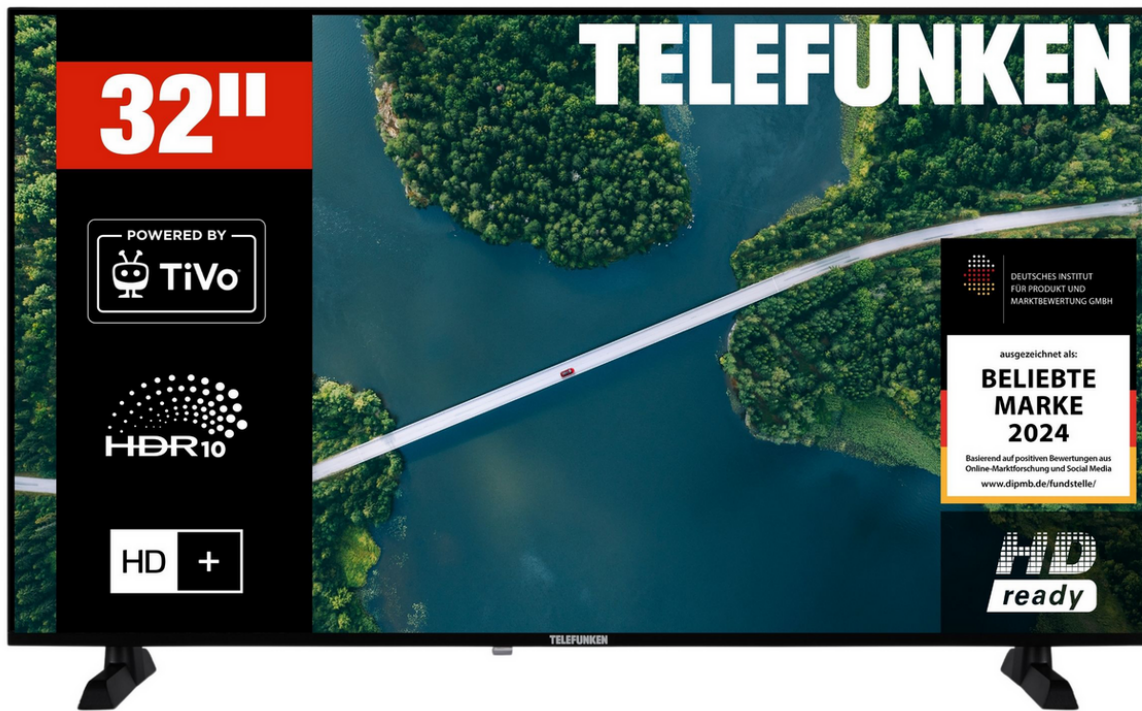 TELEFUNKEN
32"
POWERED BY
TiVo
HDR10
HD +
DEUTSCHES INSTITUT
FÜR PRODUKT UND
MARKTBEWERTUNG GMBH
ausgezeichnet als:
BELIEBTE
MARKE
2024
Basierend auf positiven Bewertungen aus
Online-Marktforschung und Social Media
www.dipmb.de/fundstelle/
HD
ready
TELEFUNKEN